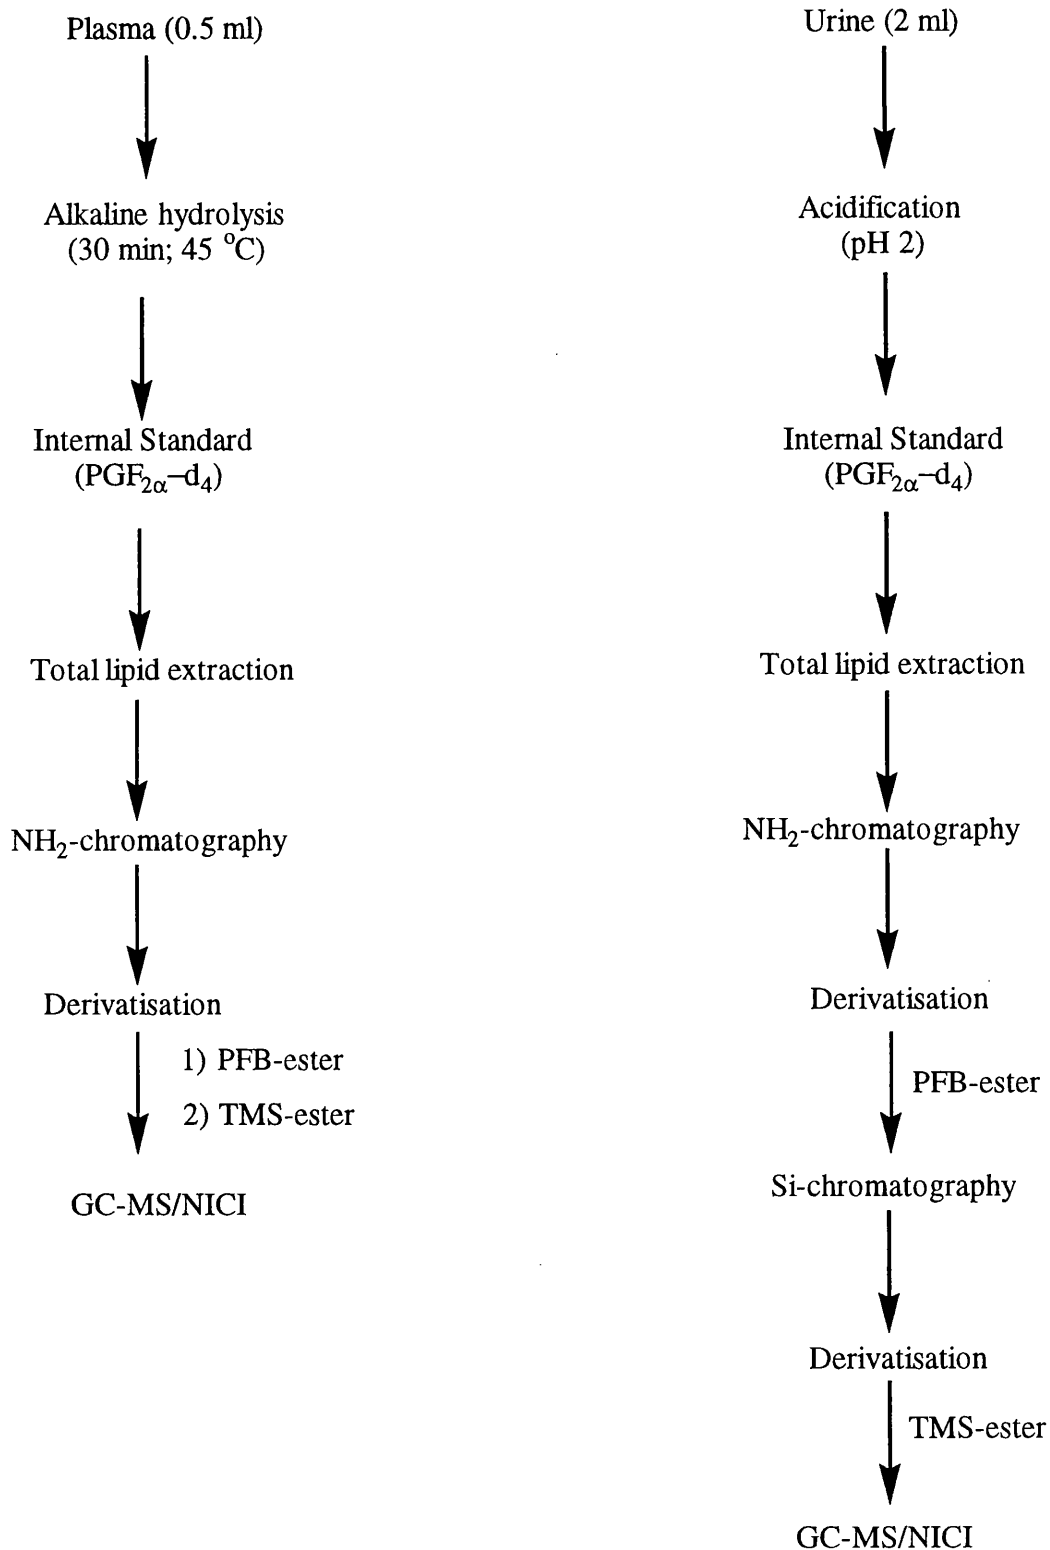 Plasma (0.5 ml)
Alkaline hydrolysis
(30 min; 45 °C)
Internal Standard
(PGF2α–d4)
Total lipid extraction
NH2-chromatography
Derivatisation
1) PFB-ester
2) TMS-ester
GC-MS/NICI
Urine (2 ml)
Acidification
(pH 2)
Internal Standard
(PGF2α–d4)
Total lipid extraction
NH2-chromatography
Derivatisation
PFB-ester
Si-chromatography
Derivatisation
TMS-ester
GC-MS/NICI